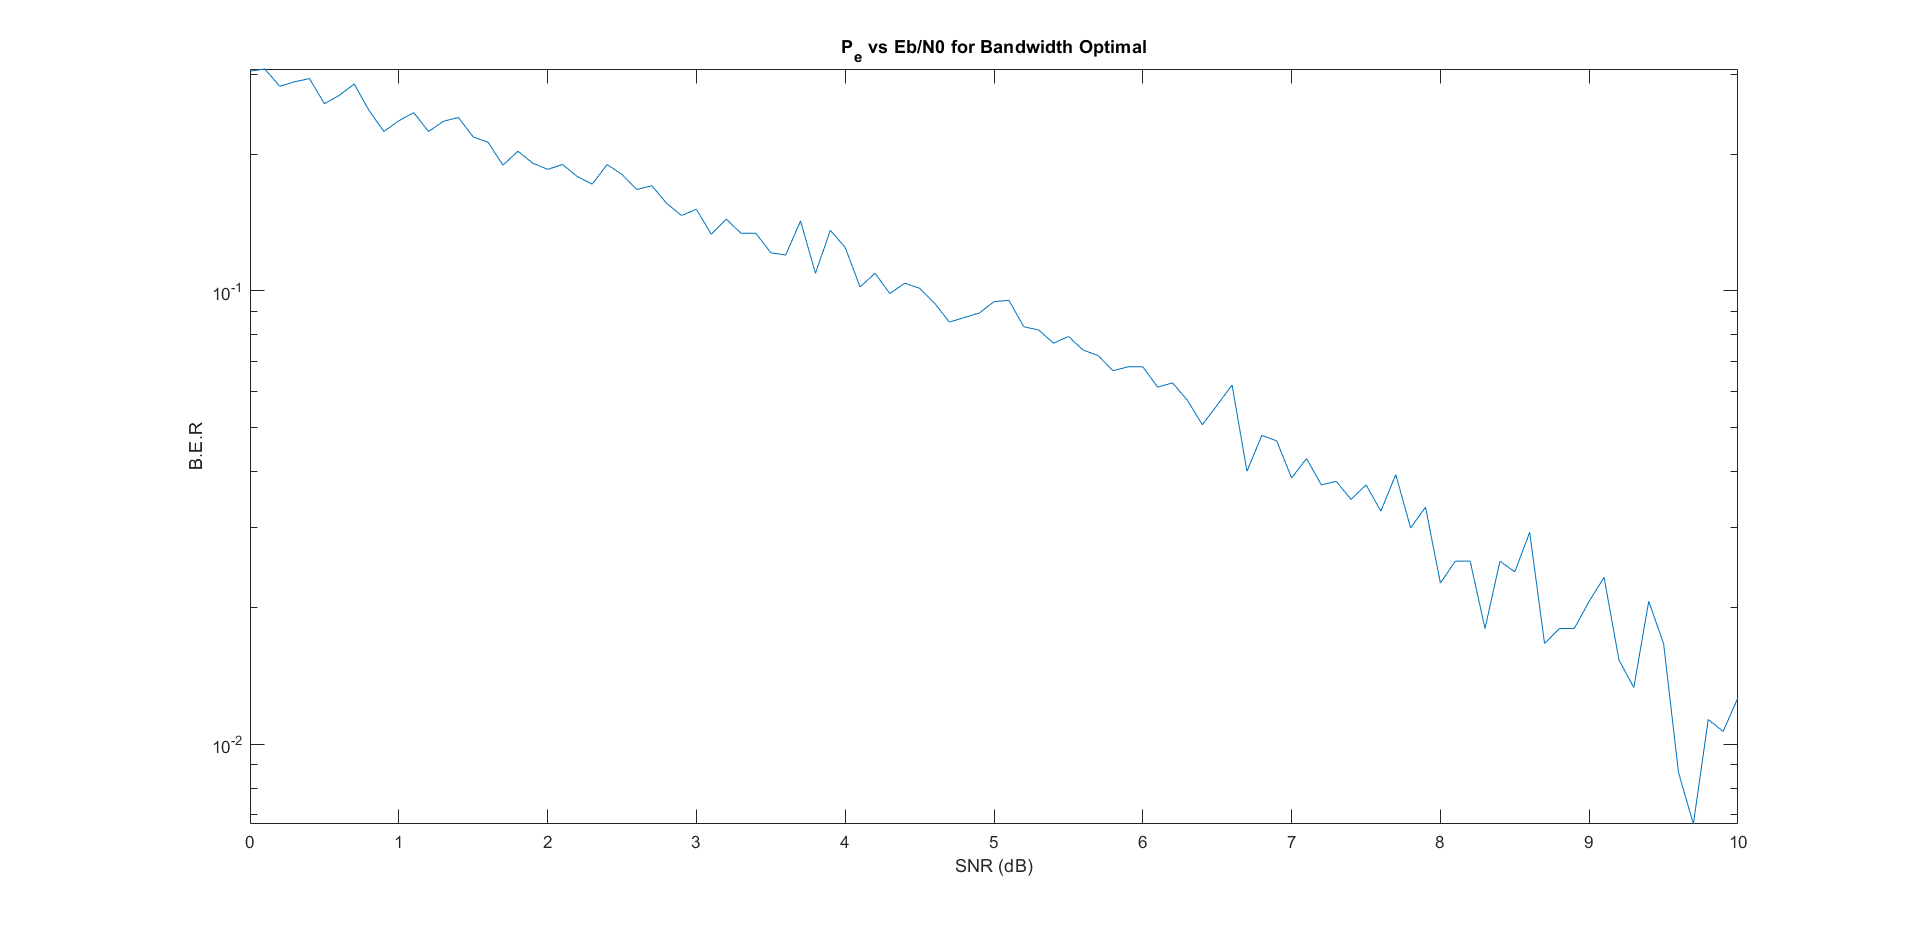 P_e vs Eb/N0 for Bandwidth Optimal
B.E.R
10^-1
10^-2
0 1 2 3 4 5 6 7 8 9 10
SNR (dB)